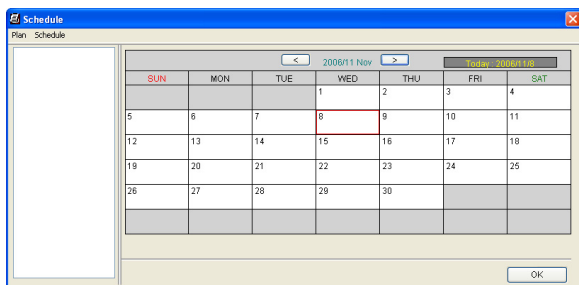 Schedule
Plan Schedule
< 2006/11 Nov > Today : 2006/11/8
SUN MON TUE WED THU FRI SAT
1 2 3 4
5 6 7 8 9 10 11
12 13 14 15 16 17 18
19 20 21 22 23 24 25
26 27 28 29 30
OK